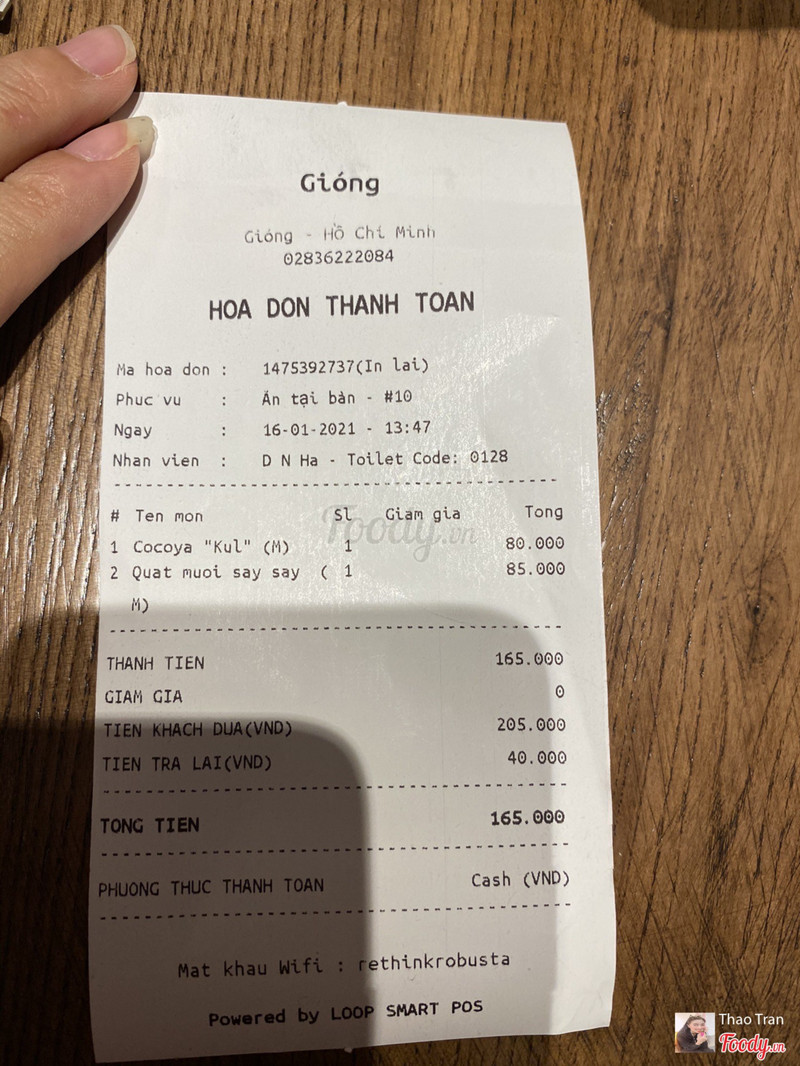 Gióng
Gióng - Hồ Chí Minh
02836222084
HOA DON THANH TOAN
Ma hoa don : 1475392737(In lai)
Phuc vu : Ăn tại bàn - #10
Ngay : 16-01-2021 - 13:47
Nhan vien : D N Ha - Toilet Code: 0128
# Ten mon Sl Giam gia Tong
1 Cocoya "Kul" (M) 1 80.000
2 Quat muoi say say ( 1 85.000
M)
Foody.vn
THANH TIEN 165.000
GIAM GIA 0
TIEN KHACH DUA(VND) 205.000
TIEN TRA LAI(VND) 40.000
TONG TIEN 165.000
PHUONG THUC THANH TOAN Cash (VND)
Mat khau Wifi : rethinkrobusta
Powered by LOOP SMART POS
Thao Tran
Foody.vn